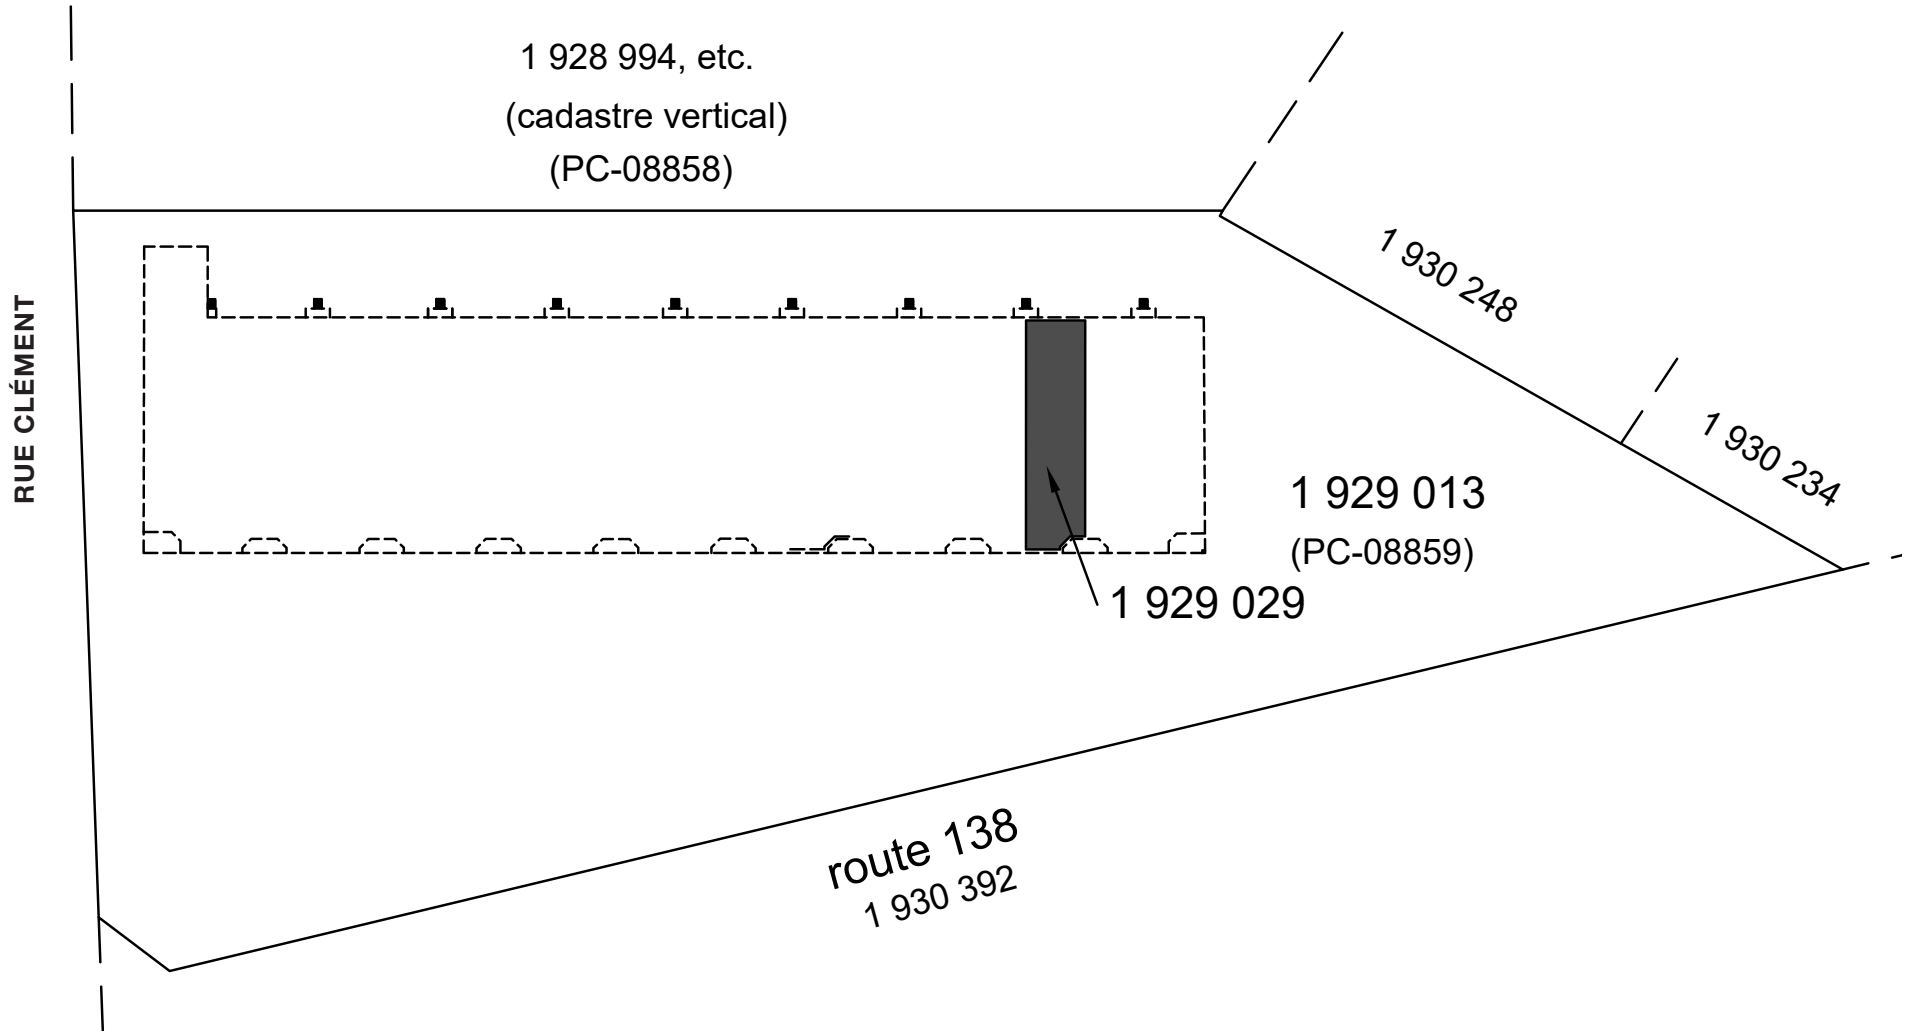 1 928 994, etc.
(cadastre vertical)
(PC-08858)
RUE CLÉMENT
1 930 248
1 930 234
1 929 013
(PC-08859)
1 929 029
route 138
1 930 392